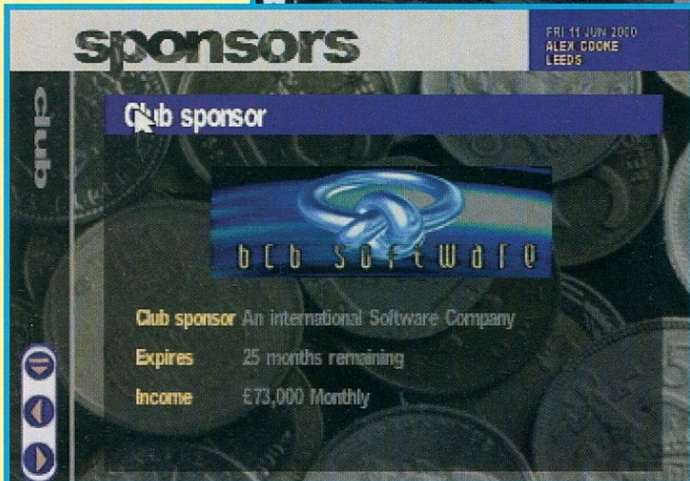 sponsors
FRI 11 JUN 2000
ALEX COOKE
LEEDS
club
Club sponsor
bcb software
Club sponsor An international Software Company
Expires 25 months remaining
Income £73,000 Monthly